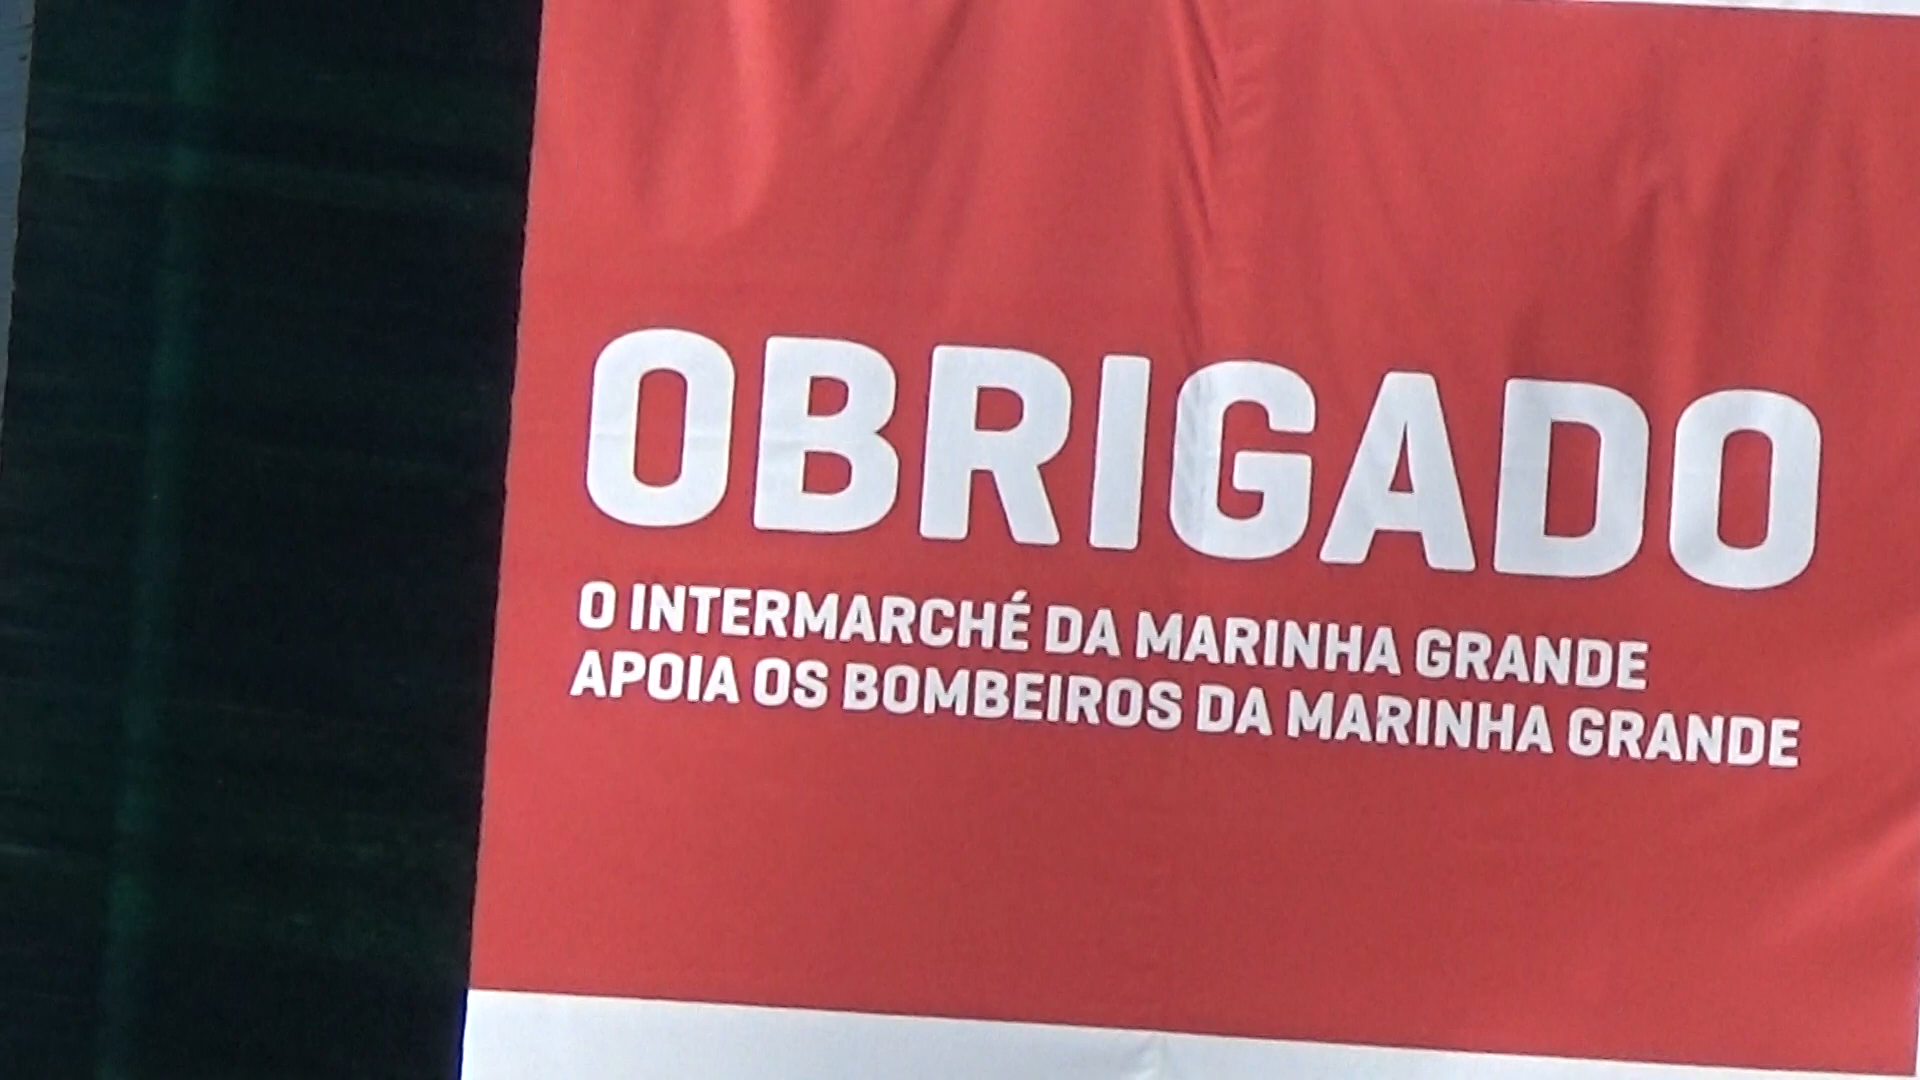 OBRIGADO
O INTERMARCHÉ DA MARINHA GRANDE
APOIA OS BOMBEIROS DA MARINHA GRANDE